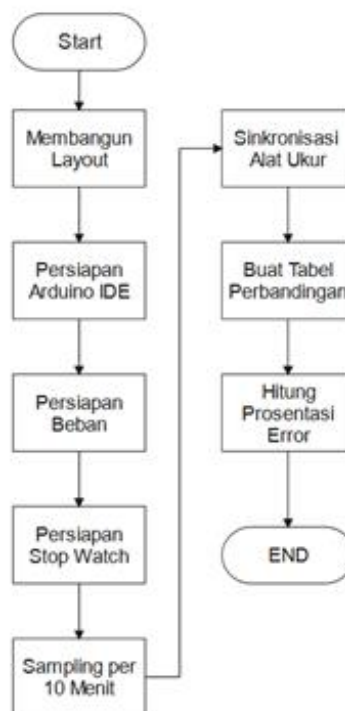 Start
Membangun
Layout
Persiapan
Arduino IDE
Persiapan
Beban
Persiapan
Stop Watch
Sampling per
10 Menit
Sinkronisasi
Alat Ukur
Buat Tabel
Perbandingan
Hitung
Prosentasi
Error
END